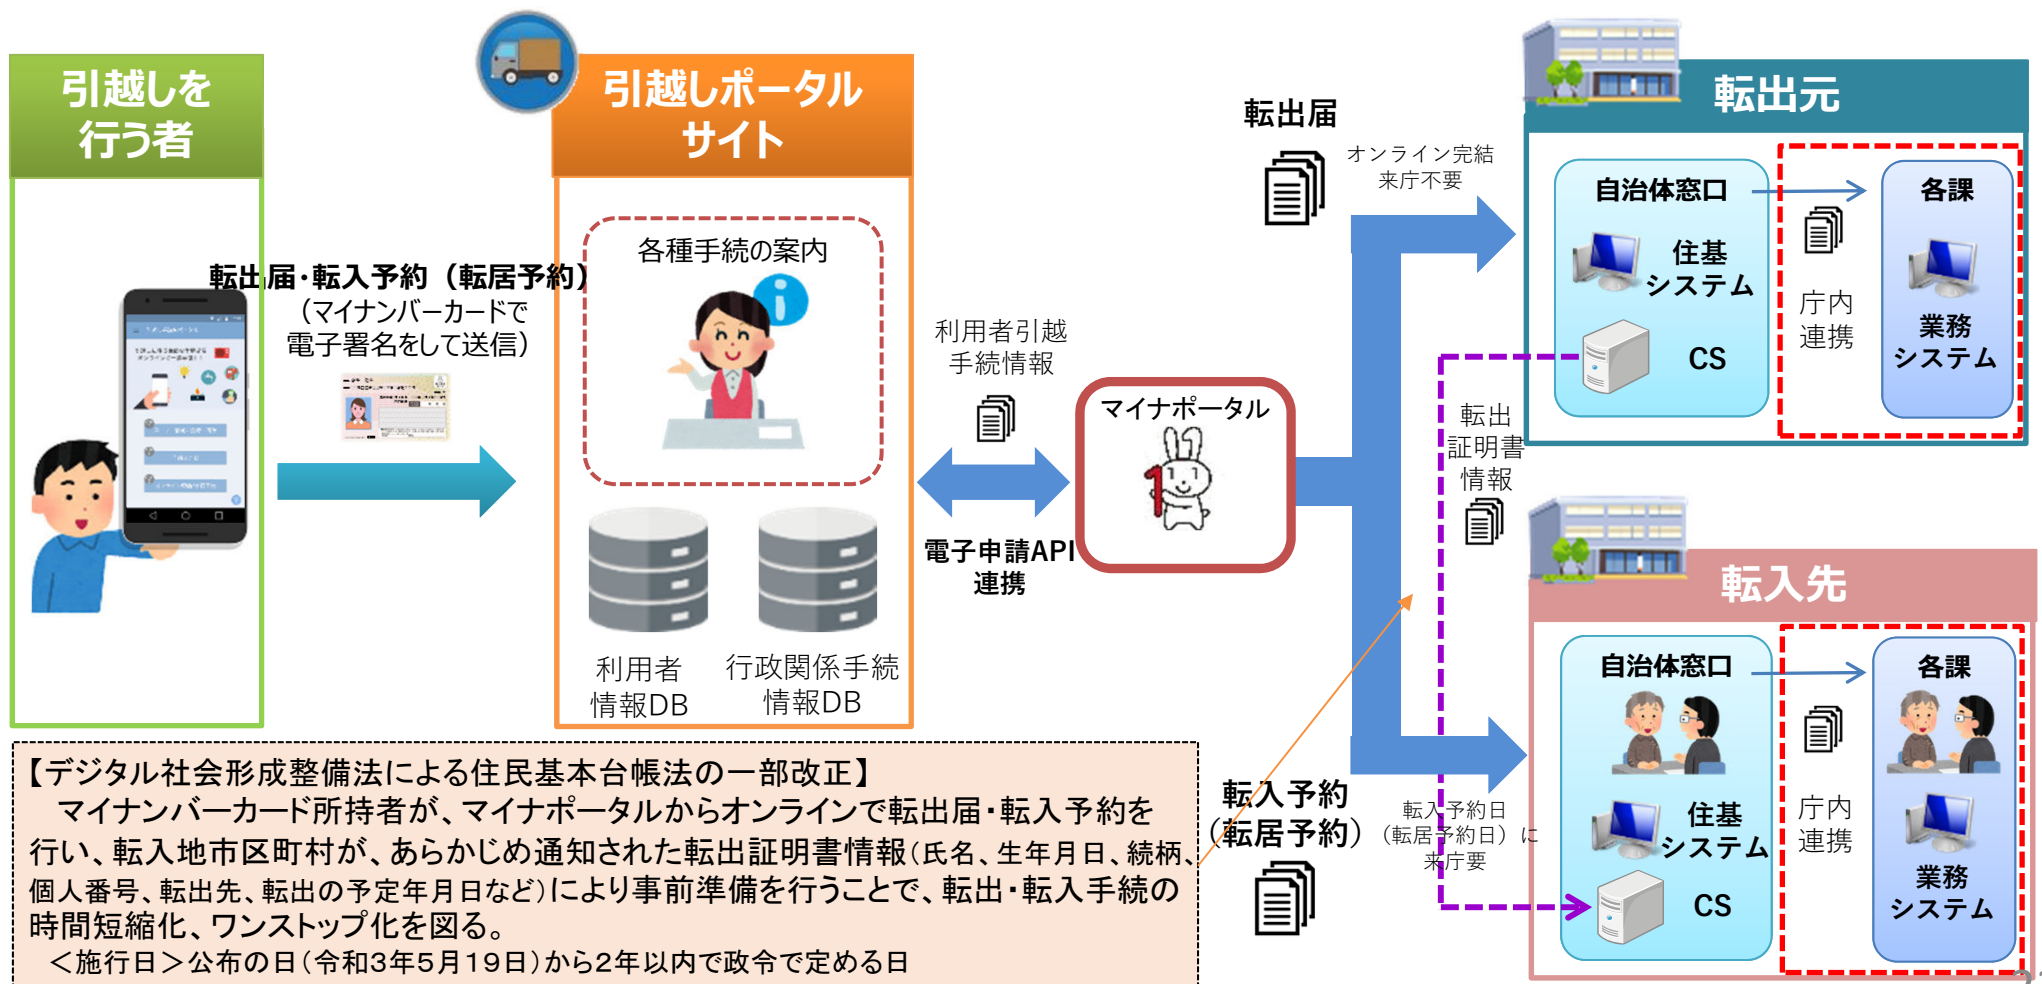 引越しを
行う者
引越しポータル
サイト
転出届・転入予約（転居予約）
（マイナンバーカードで
電子署名をして送信）
各種手続の案内
利用者
情報DB
行政関係手続
情報DB
利用者引越
手続情報
電子申請API
連携
マイナポータル
転出届
オンライン完結
来庁不要
転出元
自治体窓口
住基
システム
CS
庁内
連携
各課
業務
システム
転出
証明書
情報
転入先
自治体窓口
住基
システム
CS
庁内
連携
各課
業務
システム
転入予約
（転居予約）
転入予約日
（転居予約日）に
来庁要
【デジタル社会形成整備法による住民基本台帳法の一部改正】
マイナンバーカード所持者が、マイナポータルからオンラインで転出届・転入予約を
行い、転入地市区町村が、あらかじめ通知された転出証明書情報（氏名、生年月日、続柄、
個人番号、転出先、転出の予定年月日など）により事前準備を行うことで、転出・転入手続の
時間短縮化、ワンストップ化を図る。
＜施行日＞公布の日（令和3年5月19日）から2年以内で政令で定める日